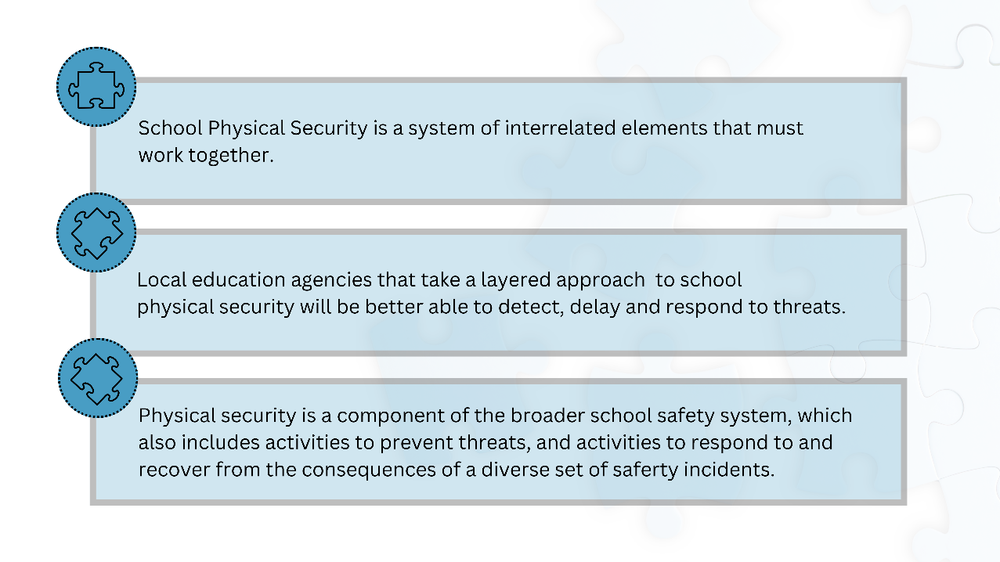 School Physical Security is a system of interrelated elements that must
work together.
Local education agencies that take a layered approach  to school
physical security will be better able to detect, delay and respond to threats.
Physical security is a component of the broader school safety system, which
also includes activities to prevent threats, and activities to respond to and
recover from the consequences of a diverse set of saferty incidents.